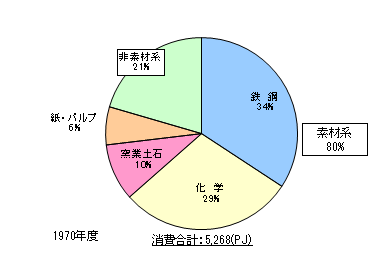 非素材系
21%
鉄 鋼
34%
紙・パルプ
6%
素材系
80%
窯業土石
10%
化 学
29%
1970年度
消費合計：5,268(PJ)